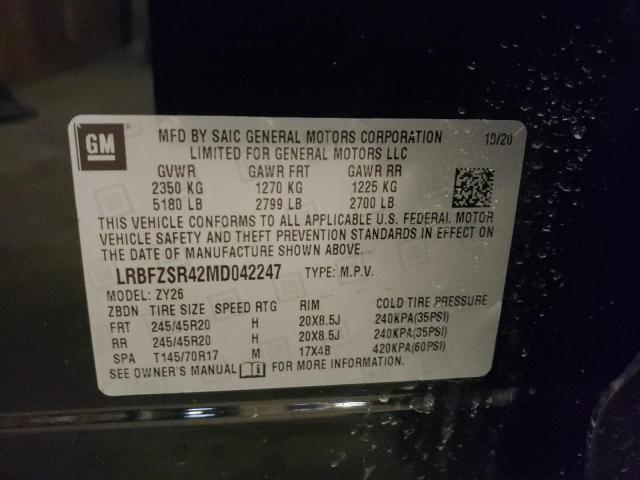 GM
MFD BY SAIC GENERAL MOTORS CORPORATION 10/20
LIMITED FOR GENERAL MOTORS LLC
GVWR GAWR FRT GAWR RR
2350 KG 1270 KG 1225 KG
5180 LB 2799 LB 2700 LB
THIS VEHICLE CONFORMS TO ALL APPLICABLE U.S. FEDERAL MOTOR
VEHICLE SAFETY AND THEFT PREVENTION STANDARDS IN EFFECT ON
THE DATE OF MANUFACTURE SHOWN ABOVE.
LRBFZSR42MD042247 TYPE: M.P.V.
MODEL: ZY26
ZBDN TIRE SIZE SPEED RTG RIM COLD TIRE PRESSURE
FRT 245/45R20 H 20X8.5J 240KPA(35PSI)
RR 245/45R20 H 20X8.5J 240KPA(35PSI)
SPA T145/70R17 M 17X4B 420KPA(60PSI)
SEE OWNER'S MANUAL FOR MORE INFORMATION.